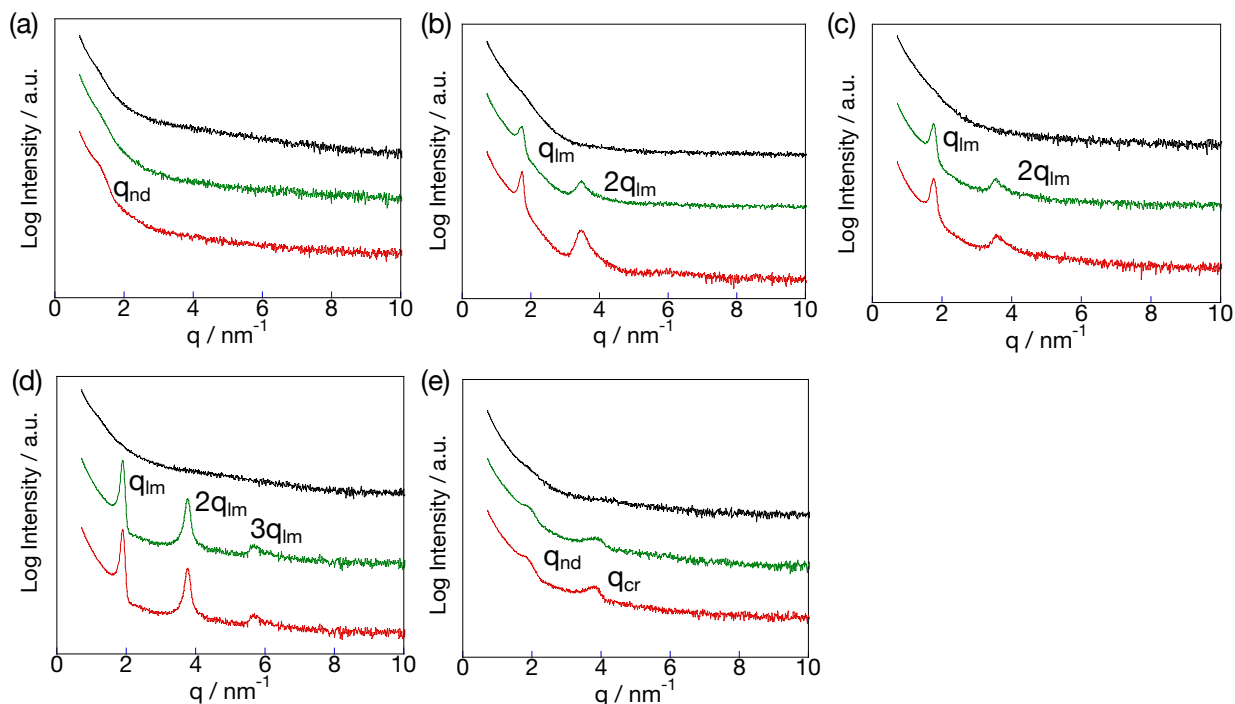 (a)
Log Intensity / a.u.
q_nd
0 2 4 6 8 10
q / nm⁻¹
(b)
Log Intensity / a.u.
q_lm
2q_lm
0 2 4 6 8 10
q / nm⁻¹
(c)
Log Intensity / a.u.
q_lm
2q_lm
0 2 4 6 8 10
q / nm⁻¹
(d)
Log Intensity / a.u.
q_lm
2q_lm
3q_lm
0 2 4 6 8 10
q / nm⁻¹
(e)
Log Intensity / a.u.
q_nd
q_cr
0 2 4 6 8 10
q / nm⁻¹